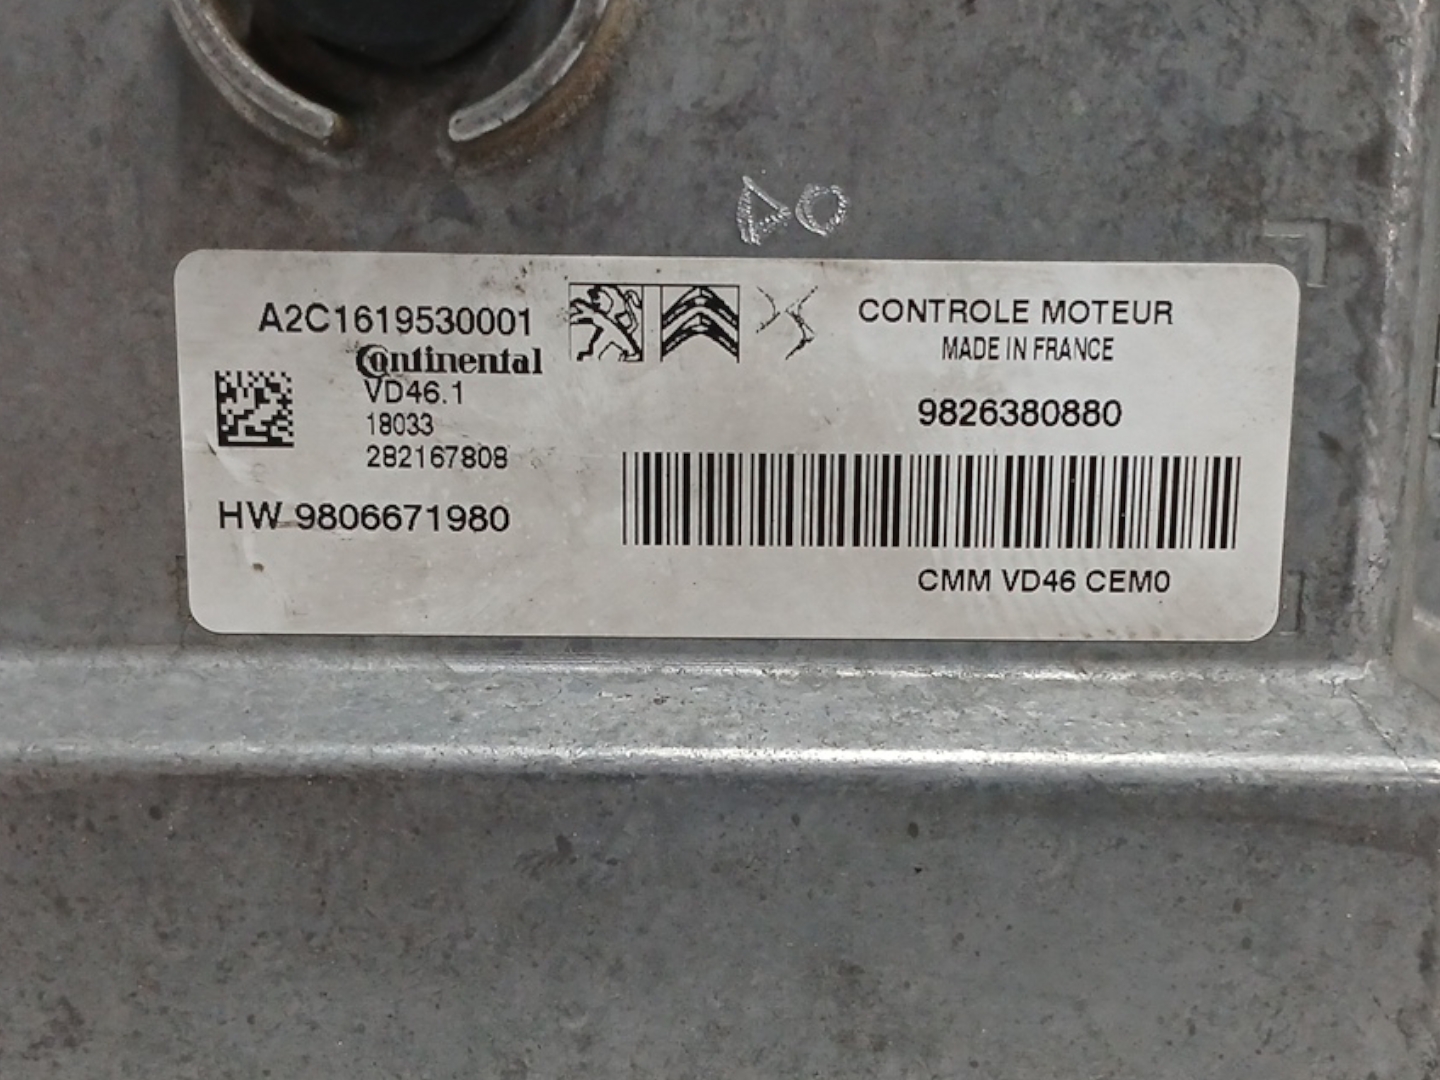 A2C1619530001
Continental
VD46.1
18033
282167808
HW 9806671980
CONTROLE MOTEUR
MADE IN FRANCE
9826380880
CMM VD46 CEM0